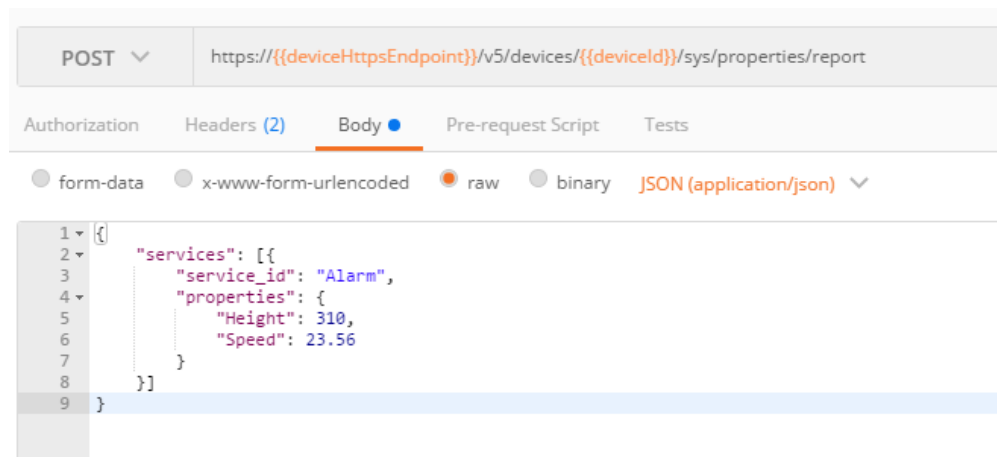 POST https://{{deviceHttpsEndpoint}}/v5/devices/{{deviceId}}/sys/properties/report
Authorization Headers (2) Body Pre-request Script Tests
form-data x-www-form-urlencoded raw binary JSON (application/json)
1 {
2 "services": [{
3 "service_id": "Alarm",
4 "properties": {
5 "Height": 310,
6 "Speed": 23.56
7 }
8 }]
9 }